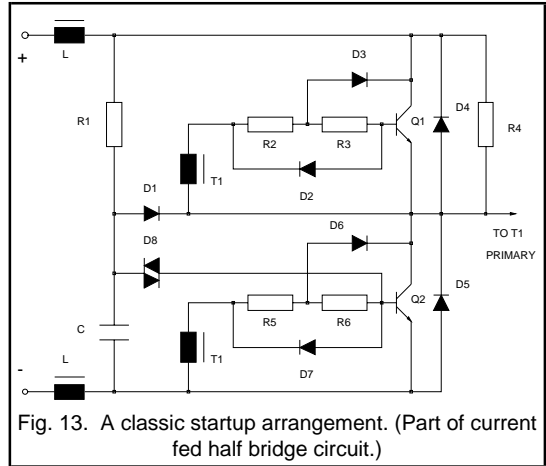 L
+
D3
Q1
D4
R1
R2
R3
R4
T1
D2
D1
TO T1
PRIMARY
D8
D6
Q2
D5
R5
R6
C
T1
L
D7
-
Fig. 13. A classic startup arrangement. (Part of current
fed half bridge circuit.)